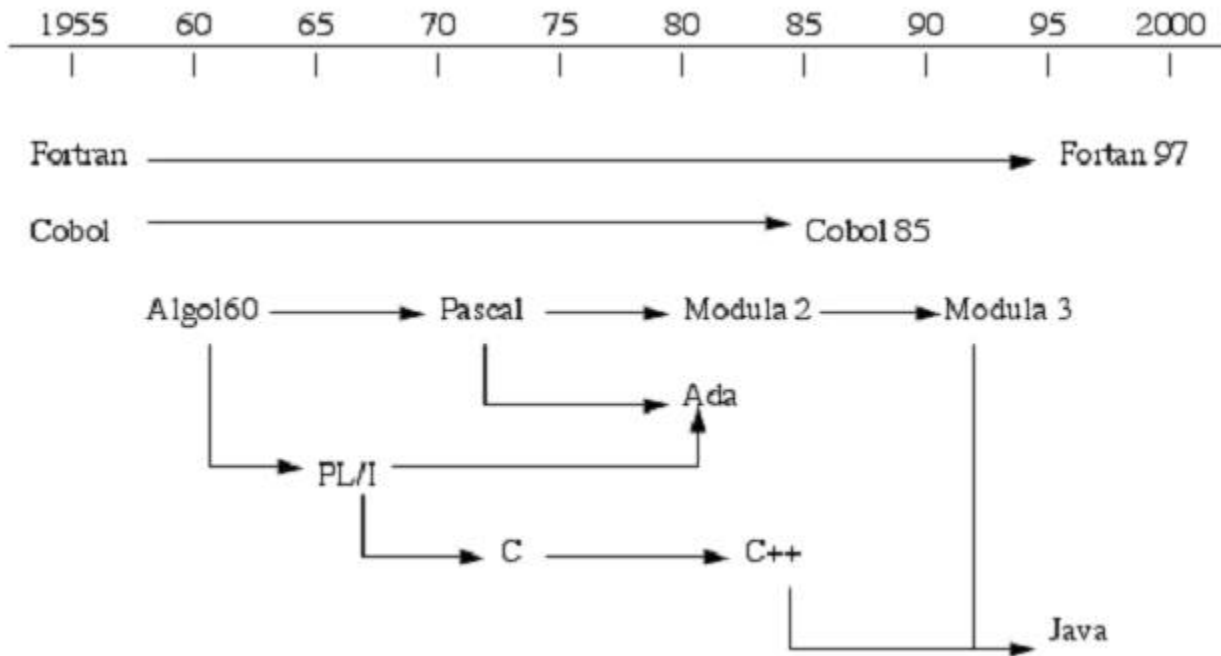 1955 60 65 70 75 80 85 90 95 2000
Fortran Fortan 97
Cobol Cobol 85
Algol60 Pascal Modula 2 Modula 3
Ada
PL/I
C C++
Java